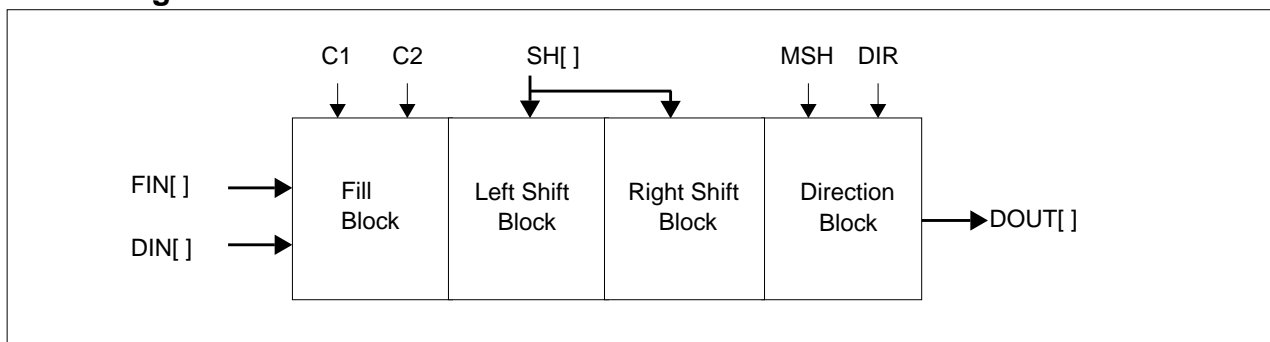 C1 C2 SH[ ] MSH DIR
FIN[ ]
DIN[ ]
Fill
Block
Left Shift
Block
Right Shift
Block
Direction
Block
DOUT[ ]